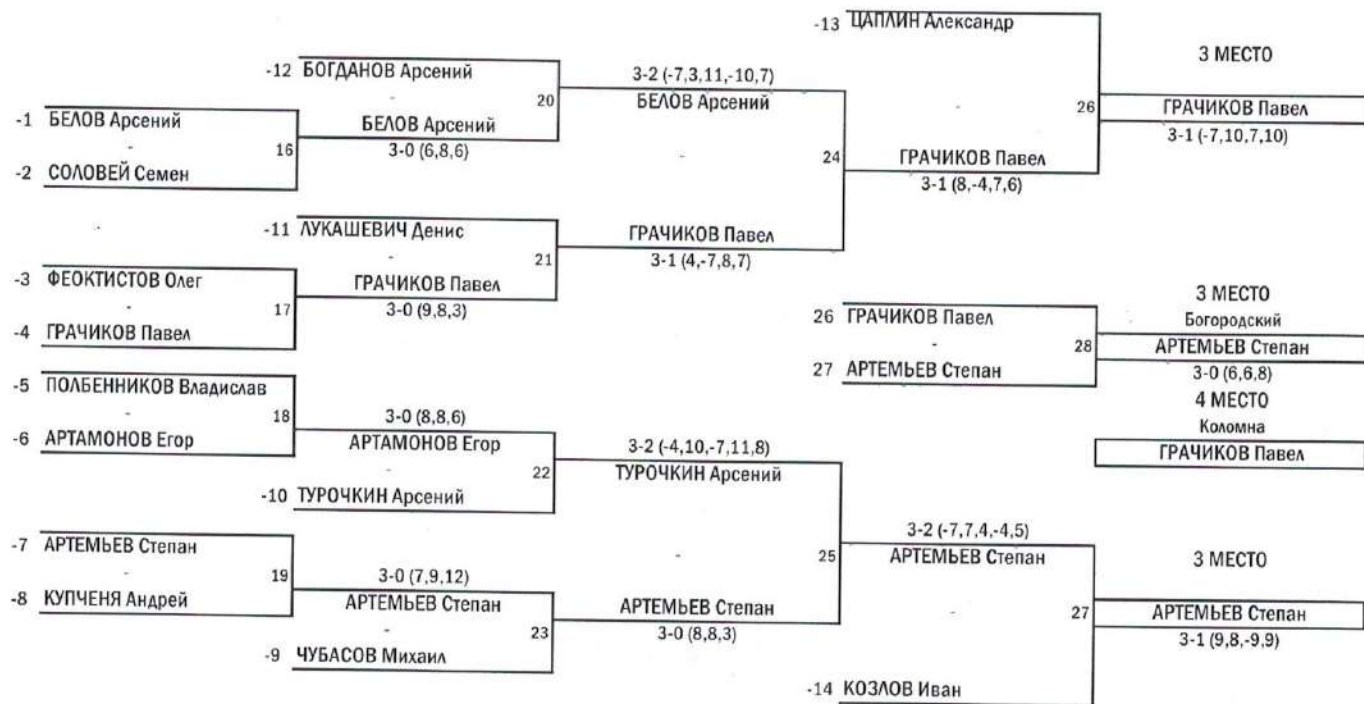 -13 ЦАПЛИН Александр
3 МЕСТО
-12 БОГДАНОВ Арсений
3-2 (-7,3,11,-10,7)
20
БЕЛОВ Арсений
26
ГРАЧИКОВ Павел
-1 БЕЛОВ Арсений
БЕЛОВ Арсений
3-1 (-7,10,7,10)
16
3-0 (6,8,6)
24
ГРАЧИКОВ Павел
-2 СОЛОВЕЙ Семен
3-1 (8,-4,7,6)
-11 ЛУКАШЕВИЧ Денис
ГРАЧИКОВ Павел
21
3-1 (4,-7,8,7)
-3 ФЕОКТИСТОВ Олег
ГРАЧИКОВ Павел
3 МЕСТО
17
3-0 (9,8,3)
26 ГРАЧИКОВ Павел
Богородский
-4 ГРАЧИКОВ Павел
28
АРТЕМЬЕВ Степан
27 АРТЕМЬЕВ Степан
3-0 (6,6,8)
-5 ПОЛБЕННИКОВ Владислав
4 МЕСТО
18
3-0 (8,8,6)
Коломна
-6 АРТАМОНОВ Егор
АРТАМОНОВ Егор
3-2 (-4,10,-7,11,8)
ГРАЧИКОВ Павел
22
ТУРОЧКИН Арсений
-10 ТУРОЧКИН Арсений
3-2 (-7,7,4,-4,5)
-7 АРТЕМЬЕВ Степан
25
АРТЕМЬЕВ Степан
3 МЕСТО
19
3-0 (7,9,12)
-8 КУПЧЕНЯ Андрей
АРТЕМЬЕВ Степан
АРТЕМЬЕВ Степан
27
АРТЕМЬЕВ Степан
23
3-0 (8,8,3)
3-1 (9,8,-9,9)
-9 ЧУБАСОВ Михаил
-14 КОЗЛОВ Иван